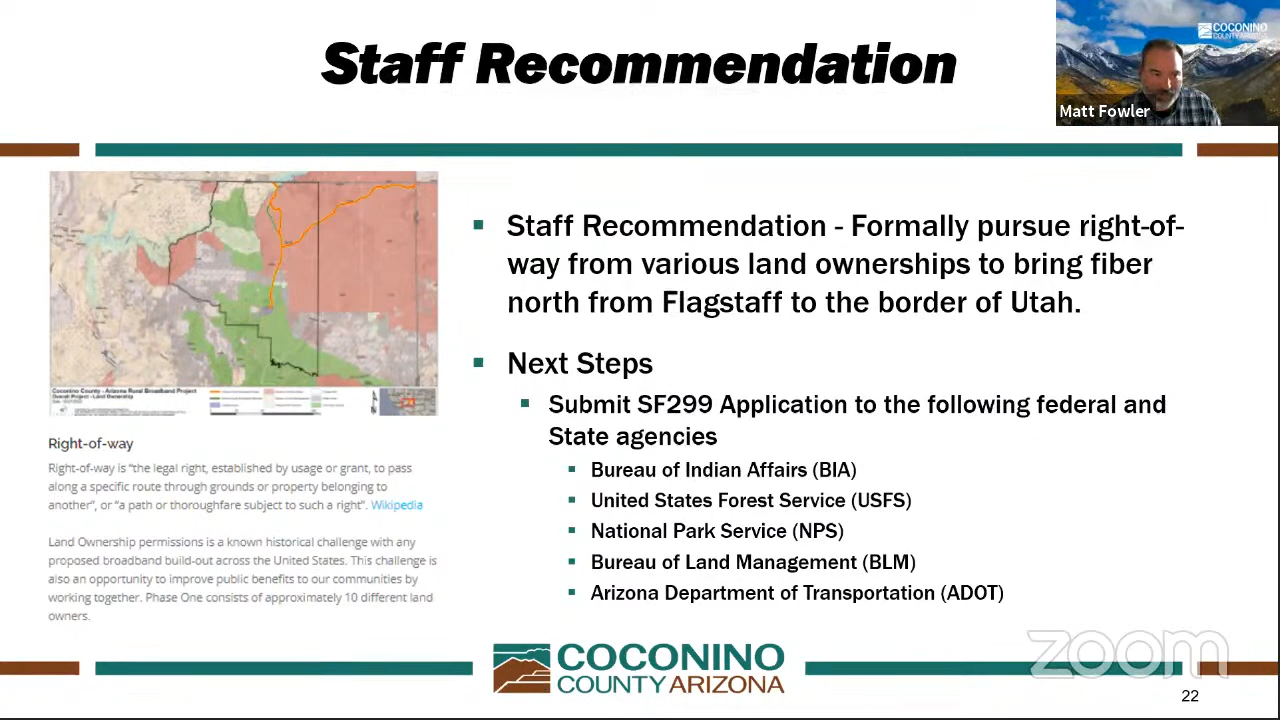 Staff Recommendation
COCONINO
COUNTY ARIZONA
Matt Fowler
Coconino County - Arizona Rural Broadband Project
Overall Project - Land Ownership
Right-of-way
Right-of-way is “the legal right, established by usage or grant, to pass
along a specific route through grounds or property belonging to
another”, or “a path or thoroughfare subject to such a right”. Wikipedia
Land Ownership permissions is a known historical challenge with any
proposed broadband build-out across the United States. This challenge is
also an opportunity to improve public benefits to our communities by
working together. Phase One consists of approximately 10 different land
owners.
Staff Recommendation - Formally pursue right-of-
way from various land ownerships to bring fiber
north from Flagstaff to the border of Utah.
Next Steps
Submit SF299 Application to the following federal and
State agencies
Bureau of Indian Affairs (BIA)
United States Forest Service (USFS)
National Park Service (NPS)
Bureau of Land Management (BLM)
Arizona Department of Transportation (ADOT)
COCONINO
COUNTY ARIZONA
zoom
22